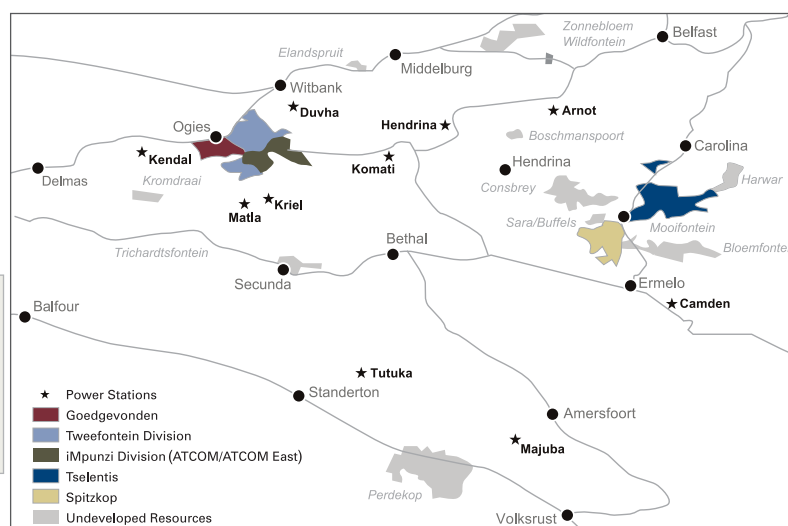 Zonnebloem
Wildfontein
Belfast
Elandspruit
Middelburg
Witbank
Duvha
Arnot
Ogies
Hendrina
Boschmanspoort
Kendal
Komati
Carolina
Delmas
Kromdraai
Hendrina
Consbrey
Harwar
Matla
Kriel
Sara/Buffels
Mooifontein
Trichardtsfontein
Bethal
Bloemfonte
Secunda
Ermelo
Balfour
Camden
Tutuka
Standerton
Amersfoort
Majuba
Perdekop
Volksrust
Power Stations
Goedgevonden
Tweefontein Division
iMpunzi Division (ATCOM/ATCOM East)
Tselentis
Spitzkop
Undeveloped Resources